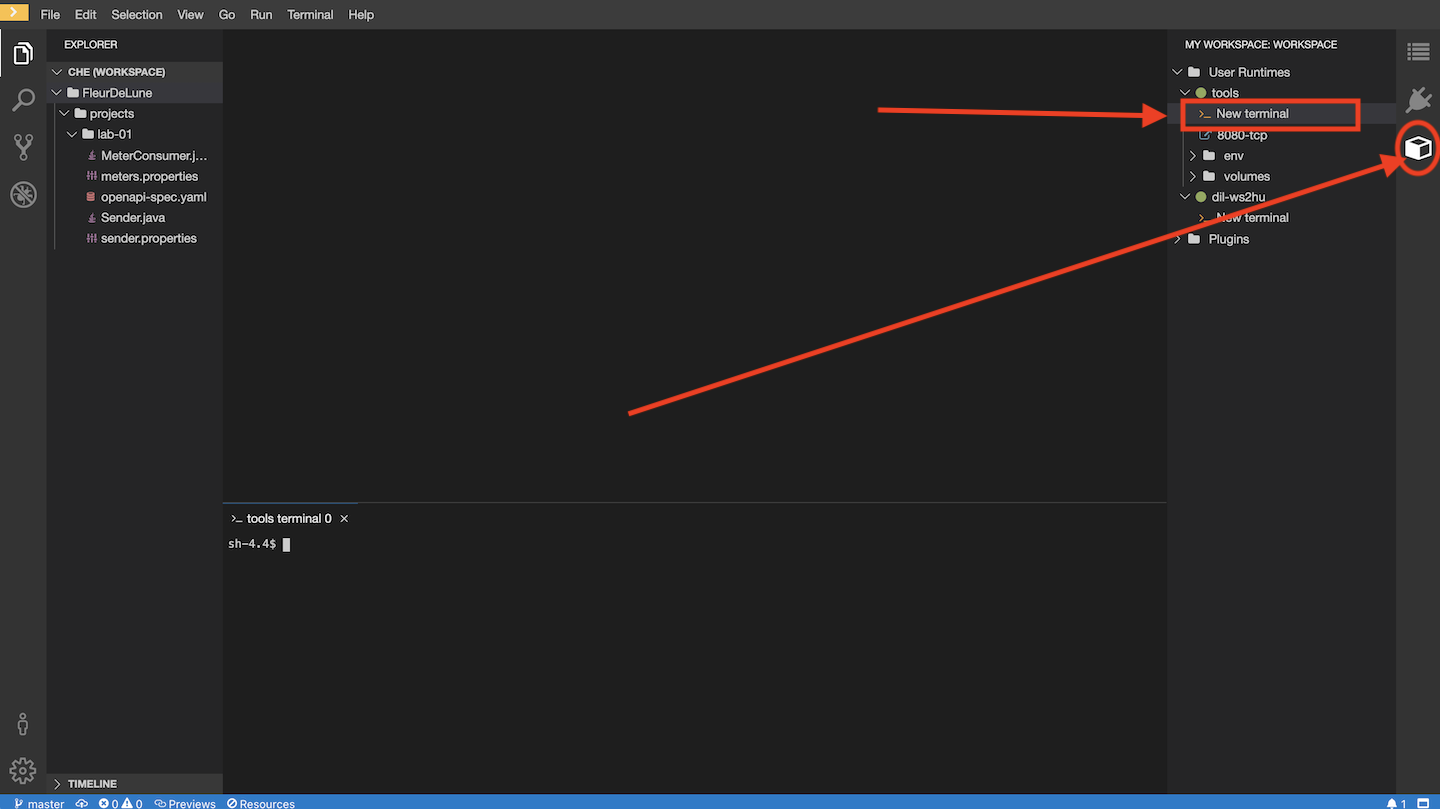 File Edit Selection View Go Run Terminal Help
EXPLORER
CHE (WORKSPACE)
FleurDeLune
projects
lab-01
MeterConsumer.j...
meters.properties
openapi-spec.yaml
Sender.java
sender.properties
TIMELINE
tools terminal 0
sh-4.4$
MY WORKSPACE: WORKSPACE
User Runtimes
tools
New terminal
8080-tcp
env
volumes
dil-ws2hu
New terminal
Plugins
master 0 0 Previews Resources 1